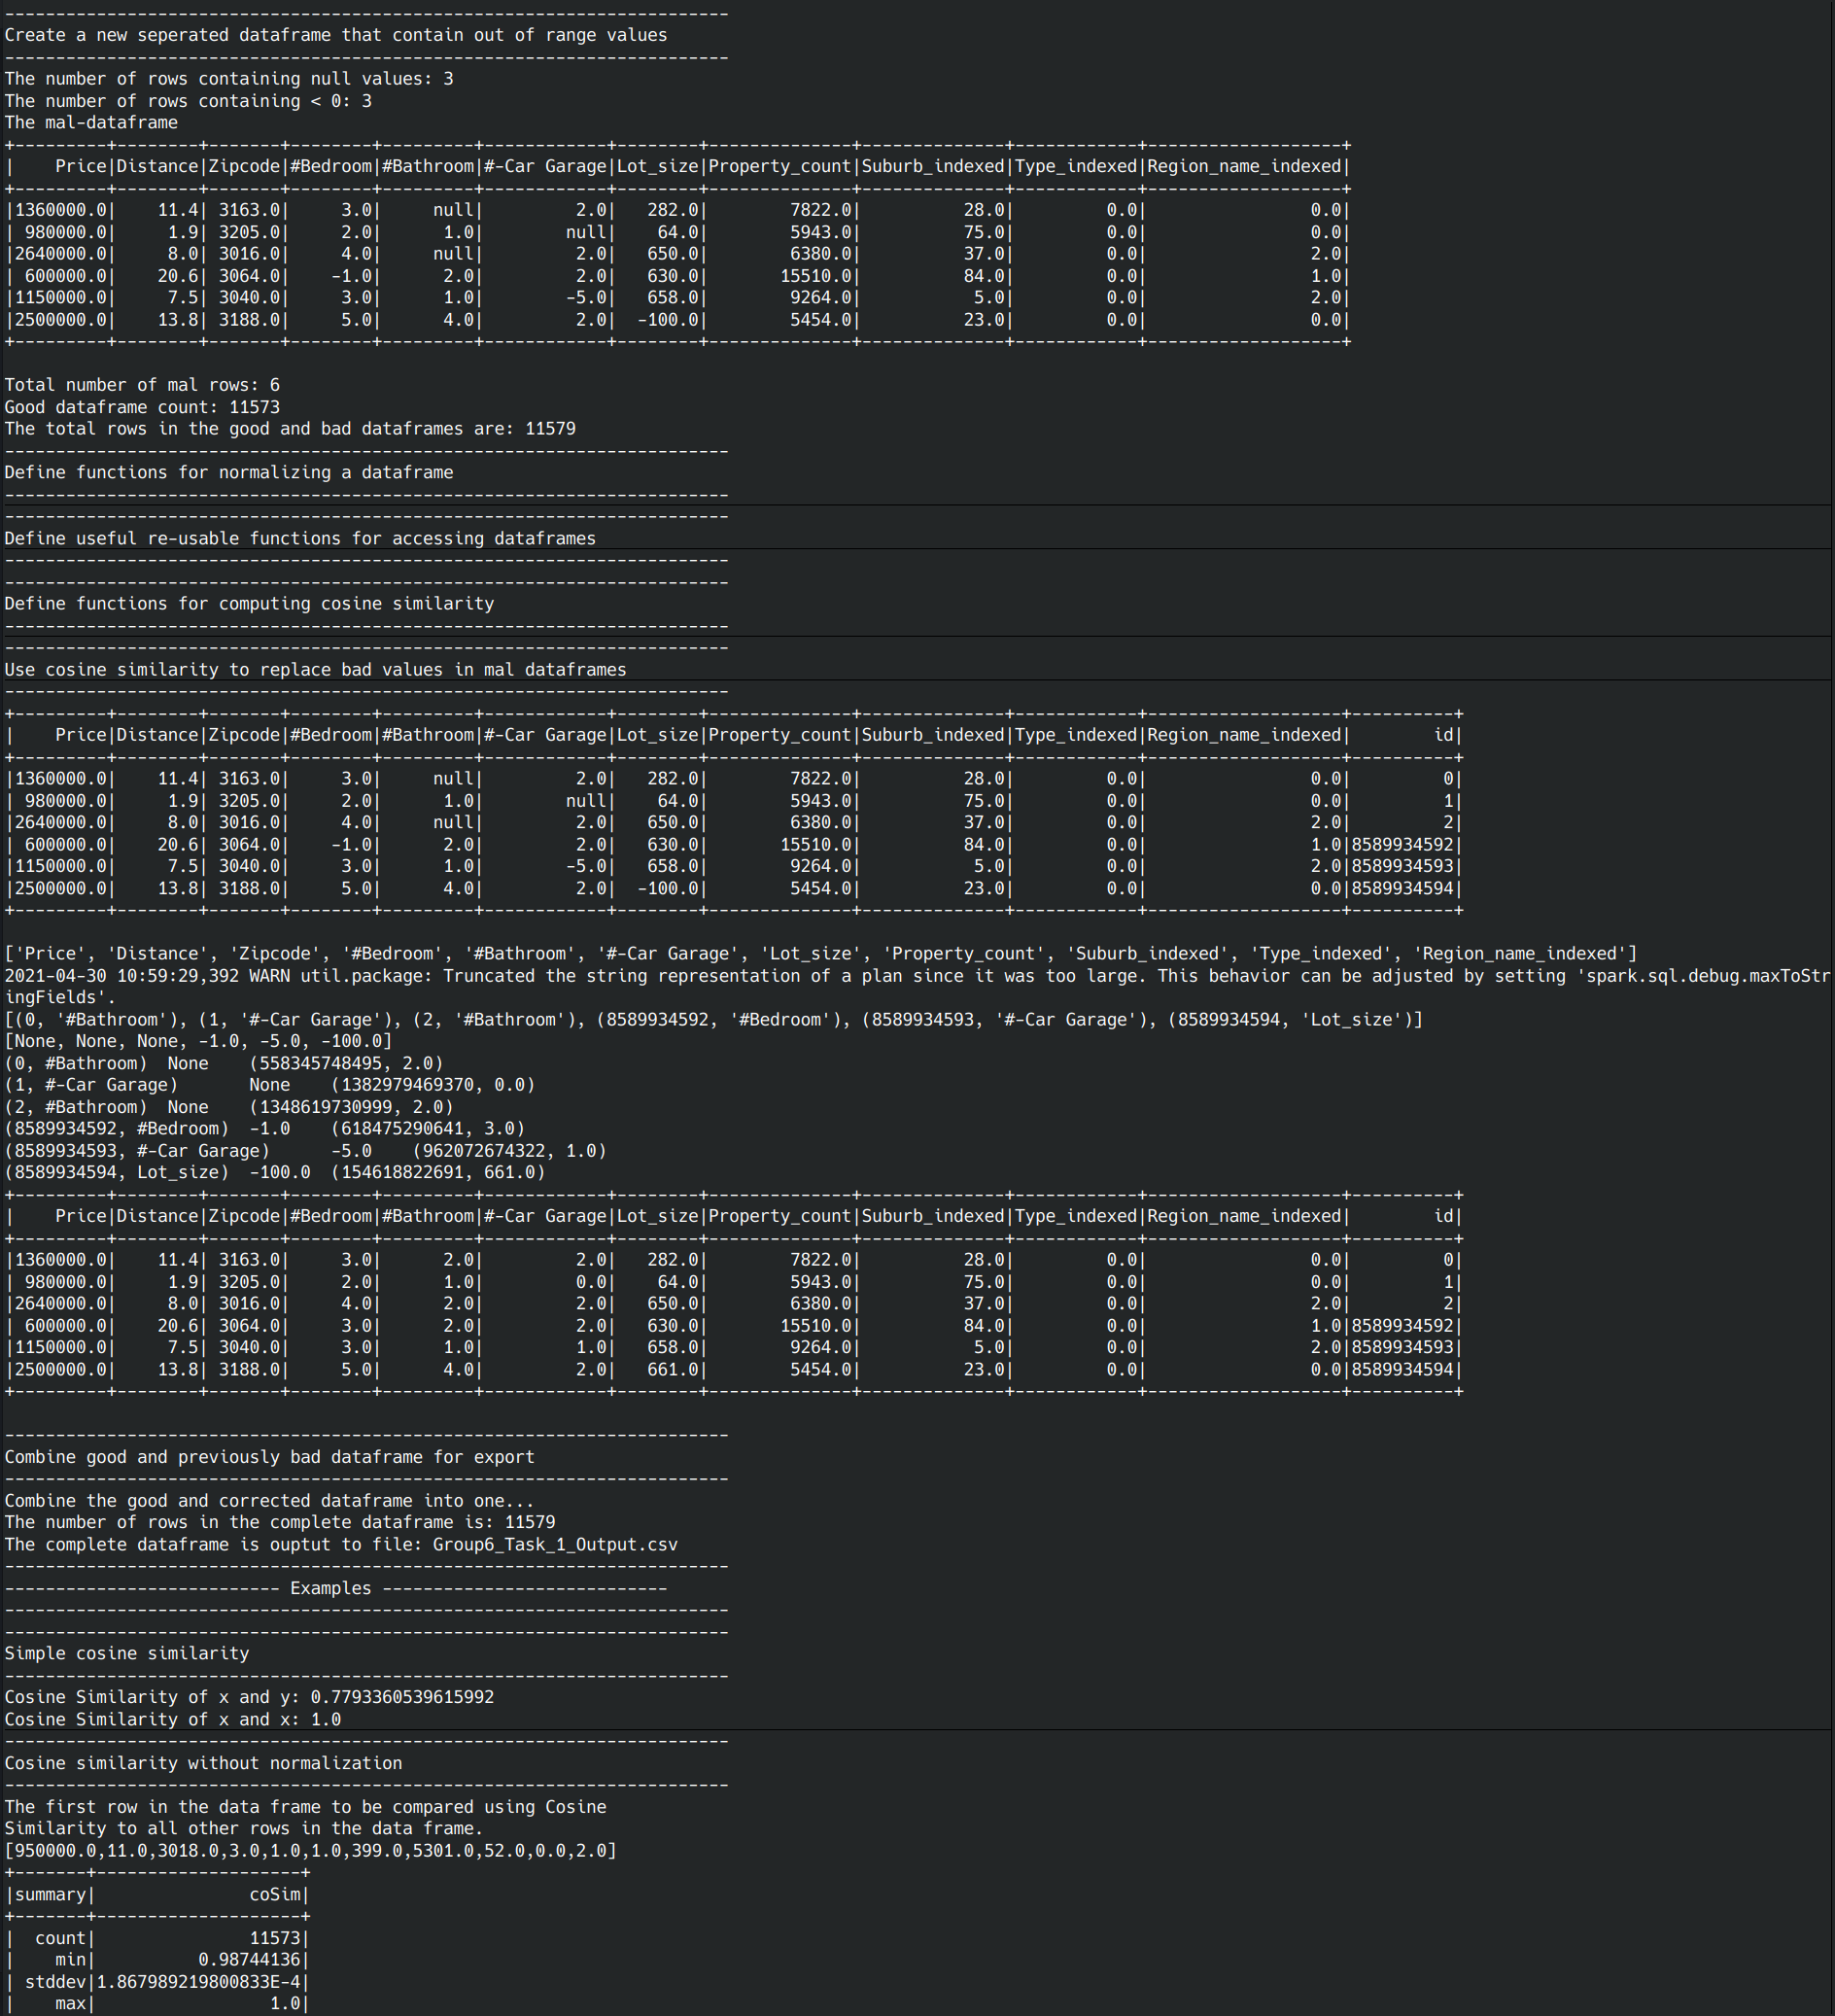 -----------------------------------------------------------------------
Create a new seperated dataframe that contain out of range values
-----------------------------------------------------------------------
The number of rows containing null values: 3
The number of rows containing < 0: 3
The mal-dataframe
+---------+--------+-------+--------+---------+------------+--------+--------------+--------------+------------+-------------------+
|    Price|Distance|Zipcode|#Bedroom|#Bathroom|#-Car Garage|Lot_size|Property_count|Suburb_indexed|Type_indexed|Region_name_indexed|
+---------+--------+-------+--------+---------+------------+--------+--------------+--------------+------------+-------------------+
|1360000.0|    11.4| 3163.0|     3.0|     null|         2.0|   282.0|        7822.0|          28.0|         0.0|                0.0|
| 980000.0|     1.9| 3205.0|     2.0|      1.0|        null|    64.0|        5943.0|          75.0|         0.0|                0.0|
|2640000.0|     8.0| 3016.0|     4.0|     null|         2.0|   650.0|        6380.0|          37.0|         0.0|                2.0|
| 600000.0|    20.6| 3064.0|    -1.0|      2.0|         2.0|   630.0|       15510.0|          84.0|         0.0|                1.0|
|1150000.0|     7.5| 3040.0|     3.0|      1.0|        -5.0|   658.0|        9264.0|           5.0|         0.0|                2.0|
|2500000.0|    13.8| 3188.0|     5.0|      4.0|         2.0|  -100.0|        5454.0|          23.0|         0.0|                0.0|
+---------+--------+-------+--------+---------+------------+--------+--------------+--------------+------------+-------------------+

Total number of mal rows: 6
Good dataframe count: 11573
The total rows in the good and bad dataframes are: 11579
-----------------------------------------------------------------------
Define functions for normalizing a dataframe
-----------------------------------------------------------------------
-----------------------------------------------------------------------
Define useful re-usable functions for accessing dataframes
-----------------------------------------------------------------------
-----------------------------------------------------------------------
Define functions for computing cosine similarity
-----------------------------------------------------------------------
-----------------------------------------------------------------------
Use cosine similarity to replace bad values in mal dataframes
-----------------------------------------------------------------------
+---------+--------+-------+--------+---------+------------+--------+--------------+--------------+------------+-------------------+----------+
|    Price|Distance|Zipcode|#Bedroom|#Bathroom|#-Car Garage|Lot_size|Property_count|Suburb_indexed|Type_indexed|Region_name_indexed|        id|
+---------+--------+-------+--------+---------+------------+--------+--------------+--------------+------------+-------------------+----------+
|1360000.0|    11.4| 3163.0|     3.0|     null|         2.0|   282.0|        7822.0|          28.0|         0.0|                0.0|         0|
| 980000.0|     1.9| 3205.0|     2.0|      1.0|        null|    64.0|        5943.0|          75.0|         0.0|                0.0|         1|
|2640000.0|     8.0| 3016.0|     4.0|     null|         2.0|   650.0|        6380.0|          37.0|         0.0|                2.0|         2|
| 600000.0|    20.6| 3064.0|    -1.0|      2.0|         2.0|   630.0|       15510.0|          84.0|         0.0|                1.0|8589934592|
|1150000.0|     7.5| 3040.0|     3.0|      1.0|        -5.0|   658.0|        9264.0|           5.0|         0.0|                2.0|8589934593|
|2500000.0|    13.8| 3188.0|     5.0|      4.0|         2.0|  -100.0|        5454.0|          23.0|         0.0|                0.0|8589934594|
+---------+--------+-------+--------+---------+------------+--------+--------------+--------------+------------+-------------------+----------+

['Price', 'Distance', 'Zipcode', '#Bedroom', '#Bathroom', '#-Car Garage', 'Lot_size', 'Property_count', 'Suburb_indexed', 'Type_indexed', 'Region_name_indexed']
2021-04-30 10:59:29,392 WARN util.package: Truncated the string representation of a plan since it was too large. This behavior can be adjusted by setting 'spark.sql.debug.maxToStr
ingFields'.
[(0, '#Bathroom'), (1, '#-Car Garage'), (2, '#Bathroom'), (8589934592, '#Bedroom'), (8589934593, '#-Car Garage'), (8589934594, 'Lot_size')]
[None, None, None, -1.0, -5.0, -100.0]
(0, #Bathroom)  None    (558345748495, 2.0)
(1, #-Car Garage)       None    (1382979469370, 0.0)
(2, #Bathroom)  None    (1348619730999, 2.0)
(8589934592, #Bedroom)  -1.0    (618475290641, 3.0)
(8589934593, #-Car Garage)      -5.0    (962072674322, 1.0)
(8589934594, Lot_size)  -100.0  (154618822691, 661.0)
+---------+--------+-------+--------+---------+------------+--------+--------------+--------------+------------+-------------------+----------+
|    Price|Distance|Zipcode|#Bedroom|#Bathroom|#-Car Garage|Lot_size|Property_count|Suburb_indexed|Type_indexed|Region_name_indexed|        id|
+---------+--------+-------+--------+---------+------------+--------+--------------+--------------+------------+-------------------+----------+
|1360000.0|    11.4| 3163.0|     3.0|      2.0|         2.0|   282.0|        7822.0|          28.0|         0.0|                0.0|         0|
| 980000.0|     1.9| 3205.0|     2.0|      1.0|         0.0|    64.0|        5943.0|          75.0|         0.0|                0.0|         1|
|2640000.0|     8.0| 3016.0|     4.0|      2.0|         2.0|   650.0|        6380.0|          37.0|         0.0|                2.0|         2|
| 600000.0|    20.6| 3064.0|     3.0|      2.0|         2.0|   630.0|       15510.0|          84.0|         0.0|                1.0|8589934592|
|1150000.0|     7.5| 3040.0|     3.0|      1.0|         1.0|   658.0|        9264.0|           5.0|         0.0|                2.0|8589934593|
|2500000.0|    13.8| 3188.0|     5.0|      4.0|         2.0|   661.0|        5454.0|          23.0|         0.0|                0.0|8589934594|
+---------+--------+-------+--------+---------+------------+--------+--------------+--------------+------------+-------------------+----------+

-----------------------------------------------------------------------
Combine good and previously bad dataframe for export
-----------------------------------------------------------------------
Combine the good and corrected dataframe into one...
The number of rows in the complete dataframe is: 11579
The complete dataframe is ouptut to file: Group6_Task_1_Output.csv
-----------------------------------------------------------------------
--------------------------- Examples ----------------------------
-----------------------------------------------------------------------
-----------------------------------------------------------------------
Simple cosine similarity
-----------------------------------------------------------------------
Cosine Similarity of x and y: 0.7793360539615992
Cosine Similarity of x and x: 1.0
-----------------------------------------------------------------------
Cosine similarity without normalization
-----------------------------------------------------------------------
The first row in the data frame to be compared using Cosine
Similarity to all other rows in the data frame.
[950000.0,11.0,3018.0,3.0,1.0,1.0,399.0,5301.0,52.0,0.0,2.0]
+-------+--------------------+
|summary|               coSim|
+-------+--------------------+
|  count|               11573|
|    min|          0.98744136|
| stddev|1.867989219800833E-4|
|    max|                 1.0|